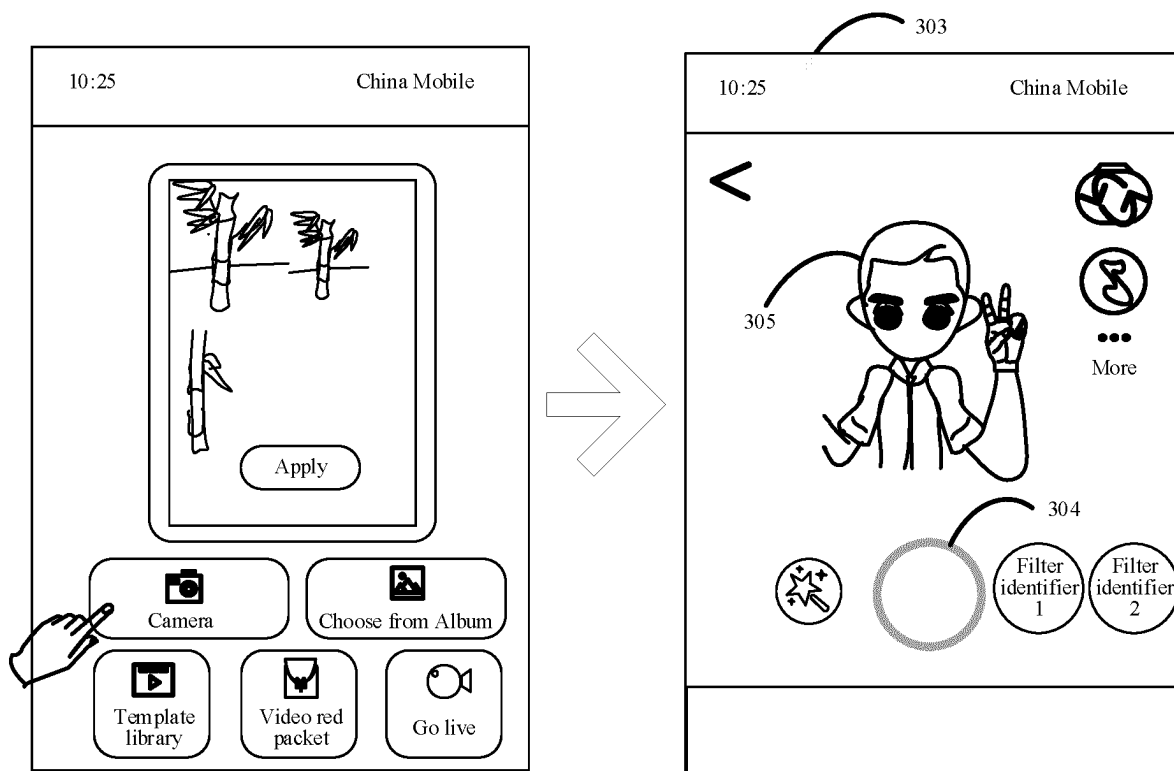 10:25 China Mobile
Apply
Camera
Choose from Album
Template
library
Video red
packet
Go live
303
10:25 China Mobile
305
More
304
Filter
identifier
1
Filter
identifier
2